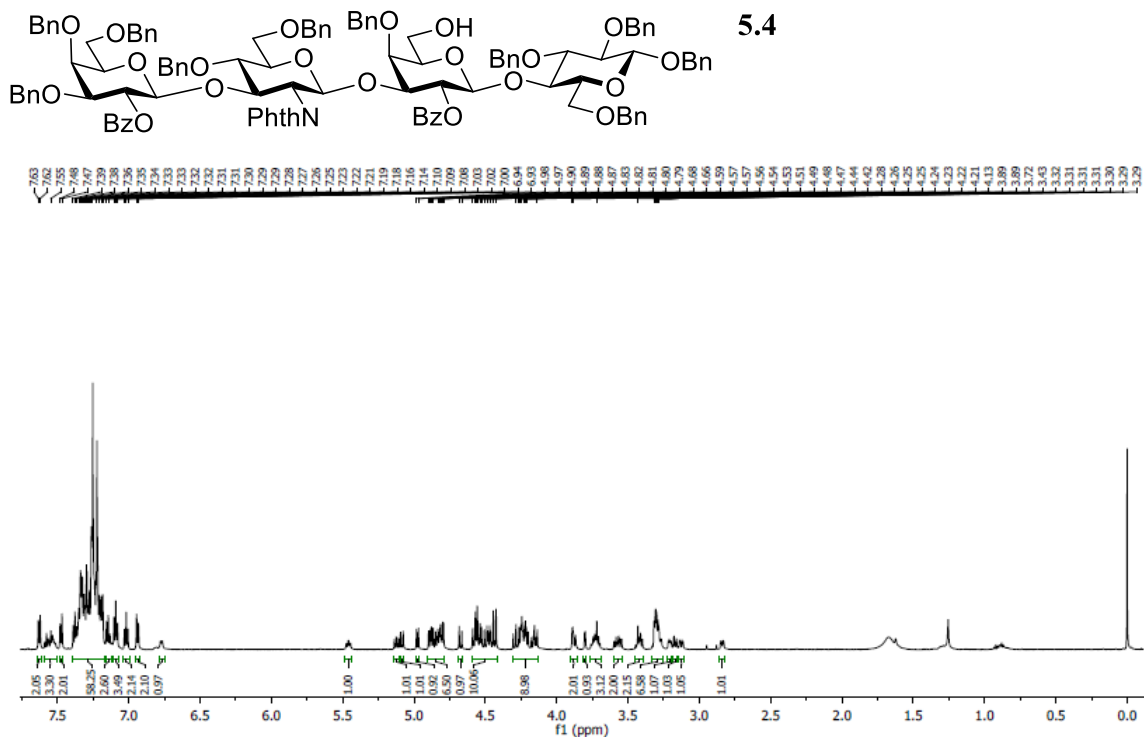 BnO OBn BnO OH OBn 5.4
OBn BnO
O BnO O O O OBn
BnO O O O O
BzO PhthN BzO OBn
7.63 7.62 7.55 7.48 7.47 7.39 7.38 7.36 7.35 7.34 7.33 7.33 7.32 7.32 7.31 7.31 7.30 7.29 7.29 7.28 7.27 7.26 7.25 7.23 7.22 7.21 7.19 7.18 7.16 7.14 7.10 7.09 7.08 7.03 7.02 7.00 6.94 6.93 4.98 4.97 4.90 4.89 4.88 4.87 4.83 4.82 4.81 4.80 4.79 4.68 4.66 4.59 4.57 4.57 4.56 4.54 4.53 4.51 4.49 4.48 4.47 4.44 4.42 4.28 4.26 4.25 4.25 4.24 4.23 4.22 4.21 4.13 3.89 3.89 3.72 3.43 3.32 3.31 3.31 3.31 3.30 3.29 3.29
2.05 3.30 2.01 58.25 2.60 3.49 2.14 2.10 0.97 1.00 1.01 1.01 0.92 6.50 0.97 10.06 8.98 2.01 0.93 3.12 2.00 2.15 6.58 1.07 1.03 1.05 1.01
7.5 7.0 6.5 6.0 5.5 5.0 4.5 4.0 3.5 3.0 2.5 2.0 1.5 1.0 0.5 0.0
f1 (ppm)